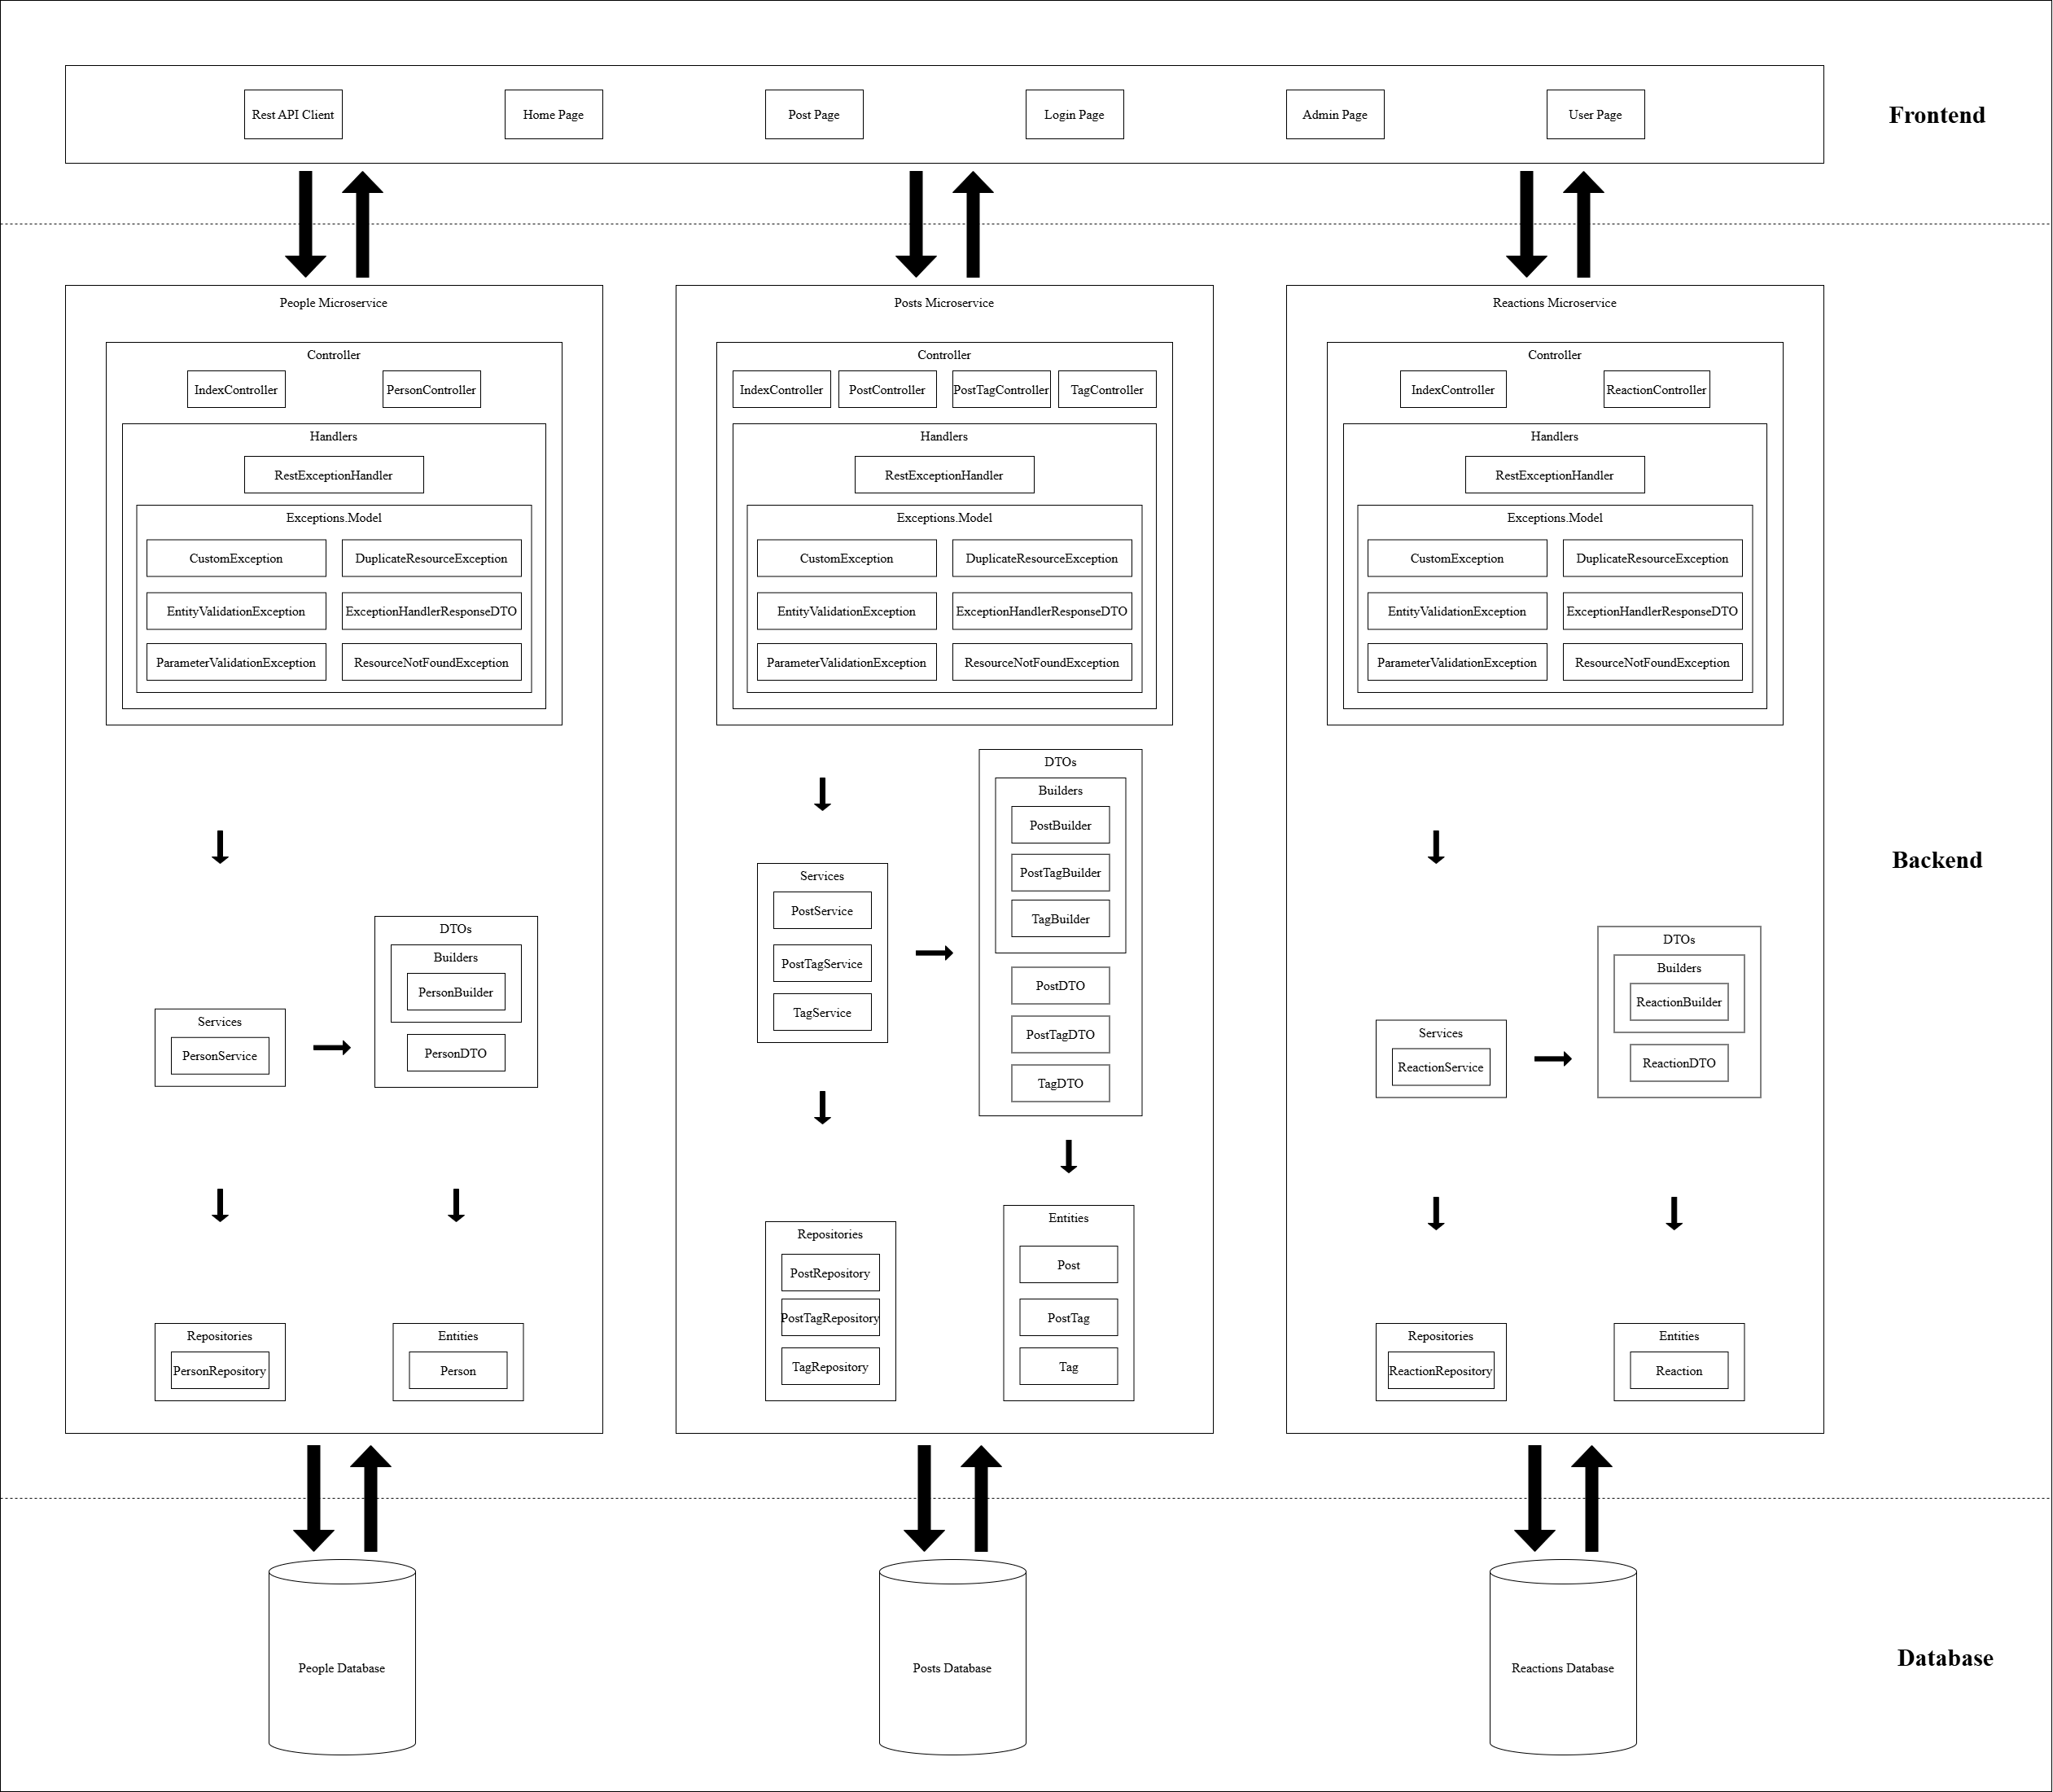 Rest API Client
Home Page
Post Page
Login Page
Admin Page
User Page
Frontend
People Microservice
Controller
IndexController
PersonController
Handlers
RestExceptionHandler
Exceptions.Model
CustomException
DuplicateResourceException
EntityValidationException
ExceptionHandlerResponseDTO
ParameterValidationException
ResourceNotFoundException
DTOs
Builders
PersonBuilder
PersonDTO
Services
PersonService
Repositories
PersonRepository
Entities
Person
Posts Microservice
Controller
IndexController
PostController
PostTagController
TagController
Handlers
RestExceptionHandler
Exceptions.Model
CustomException
DuplicateResourceException
EntityValidationException
ExceptionHandlerResponseDTO
ParameterValidationException
ResourceNotFoundException
DTOs
Builders
PostBuilder
PostTagBuilder
TagBuilder
PostDTO
PostTagDTO
TagDTO
Services
PostService
PostTagService
TagService
Repositories
PostRepository
PostTagRepository
TagRepository
Entities
Post
PostTag
Tag
Reactions Microservice
Controller
IndexController
ReactionController
Handlers
RestExceptionHandler
Exceptions.Model
CustomException
DuplicateResourceException
EntityValidationException
ExceptionHandlerResponseDTO
ParameterValidationException
ResourceNotFoundException
DTOs
Builders
ReactionBuilder
ReactionDTO
Services
ReactionService
Repositories
ReactionRepository
Entities
Reaction
Backend
People Database
Posts Database
Reactions Database
Database